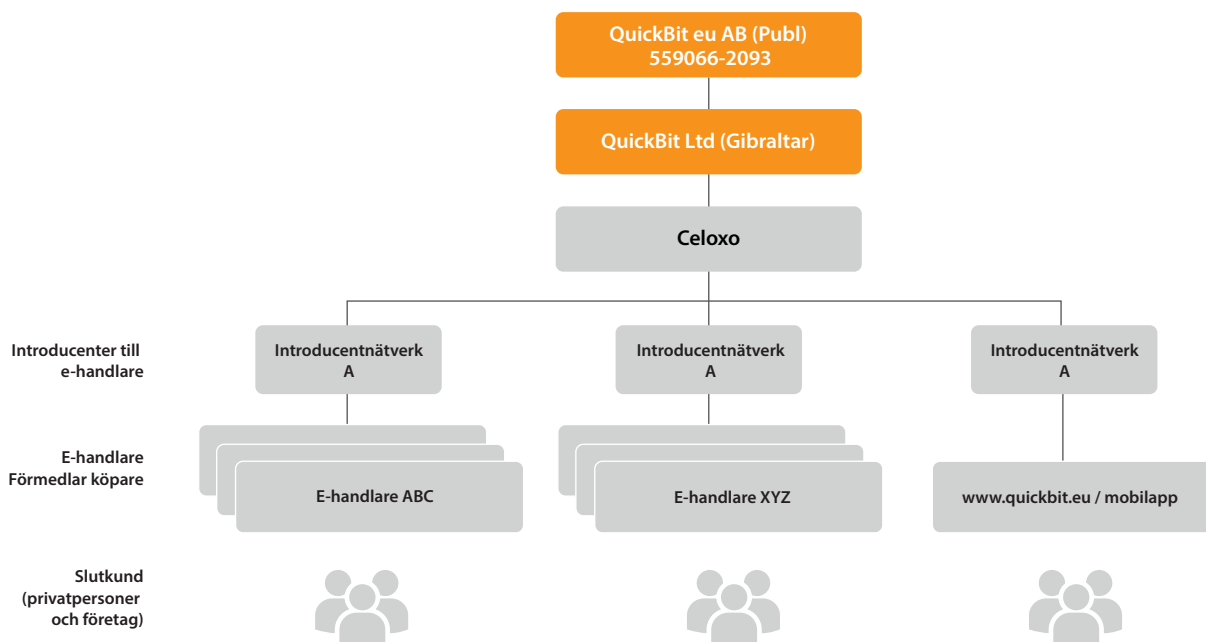 QuickBit eu AB (Publ)
559066-2093
QuickBit Ltd (Gibraltar)
Celoxo
Introducenter till
e-handlare
Introducentnätverk
A
Introducentnätverk
A
Introducentnätverk
A
E-handlare
Förmedlar köpare
E-handlare ABC
E-handlare XYZ
www.quickbit.eu / mobilapp
Slutkund
(privatpersoner
och företag)